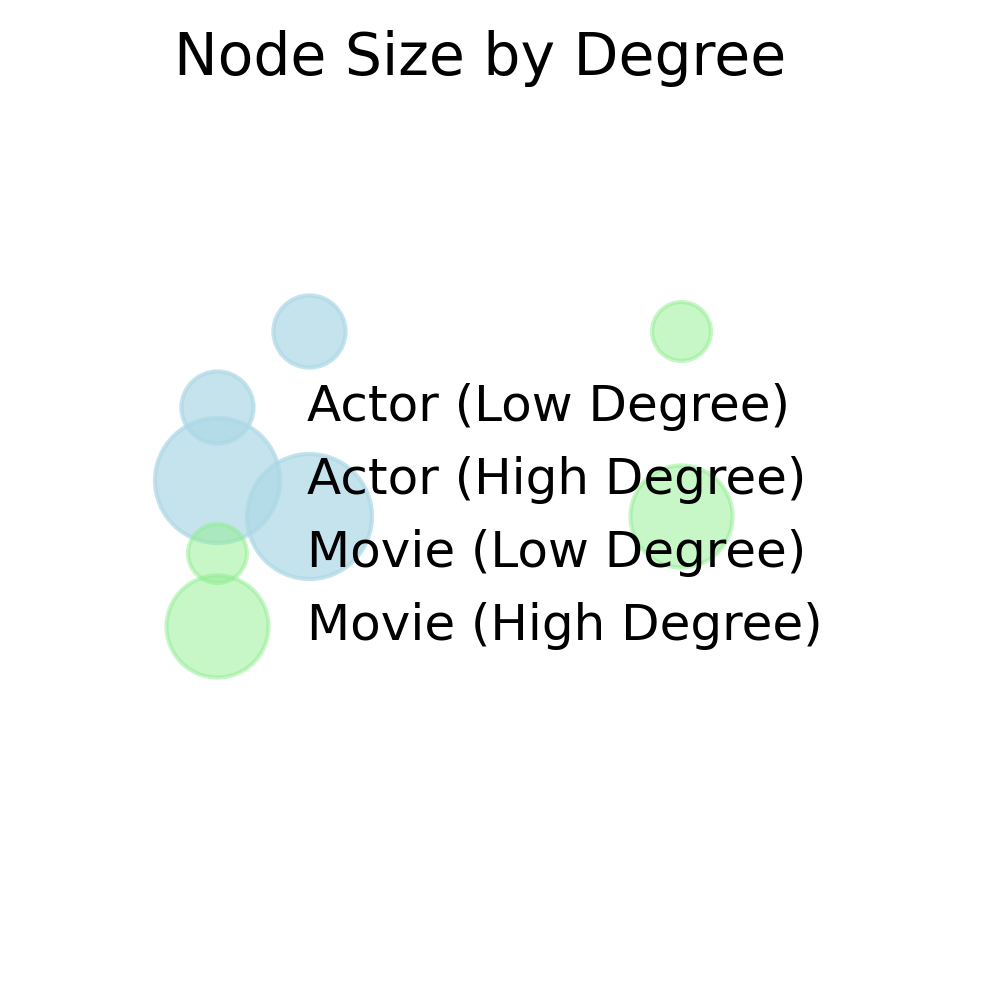 Node Size by Degree
Actor (Low Degree)
Actor (High Degree)
Movie (Low Degree)
Movie (High Degree)